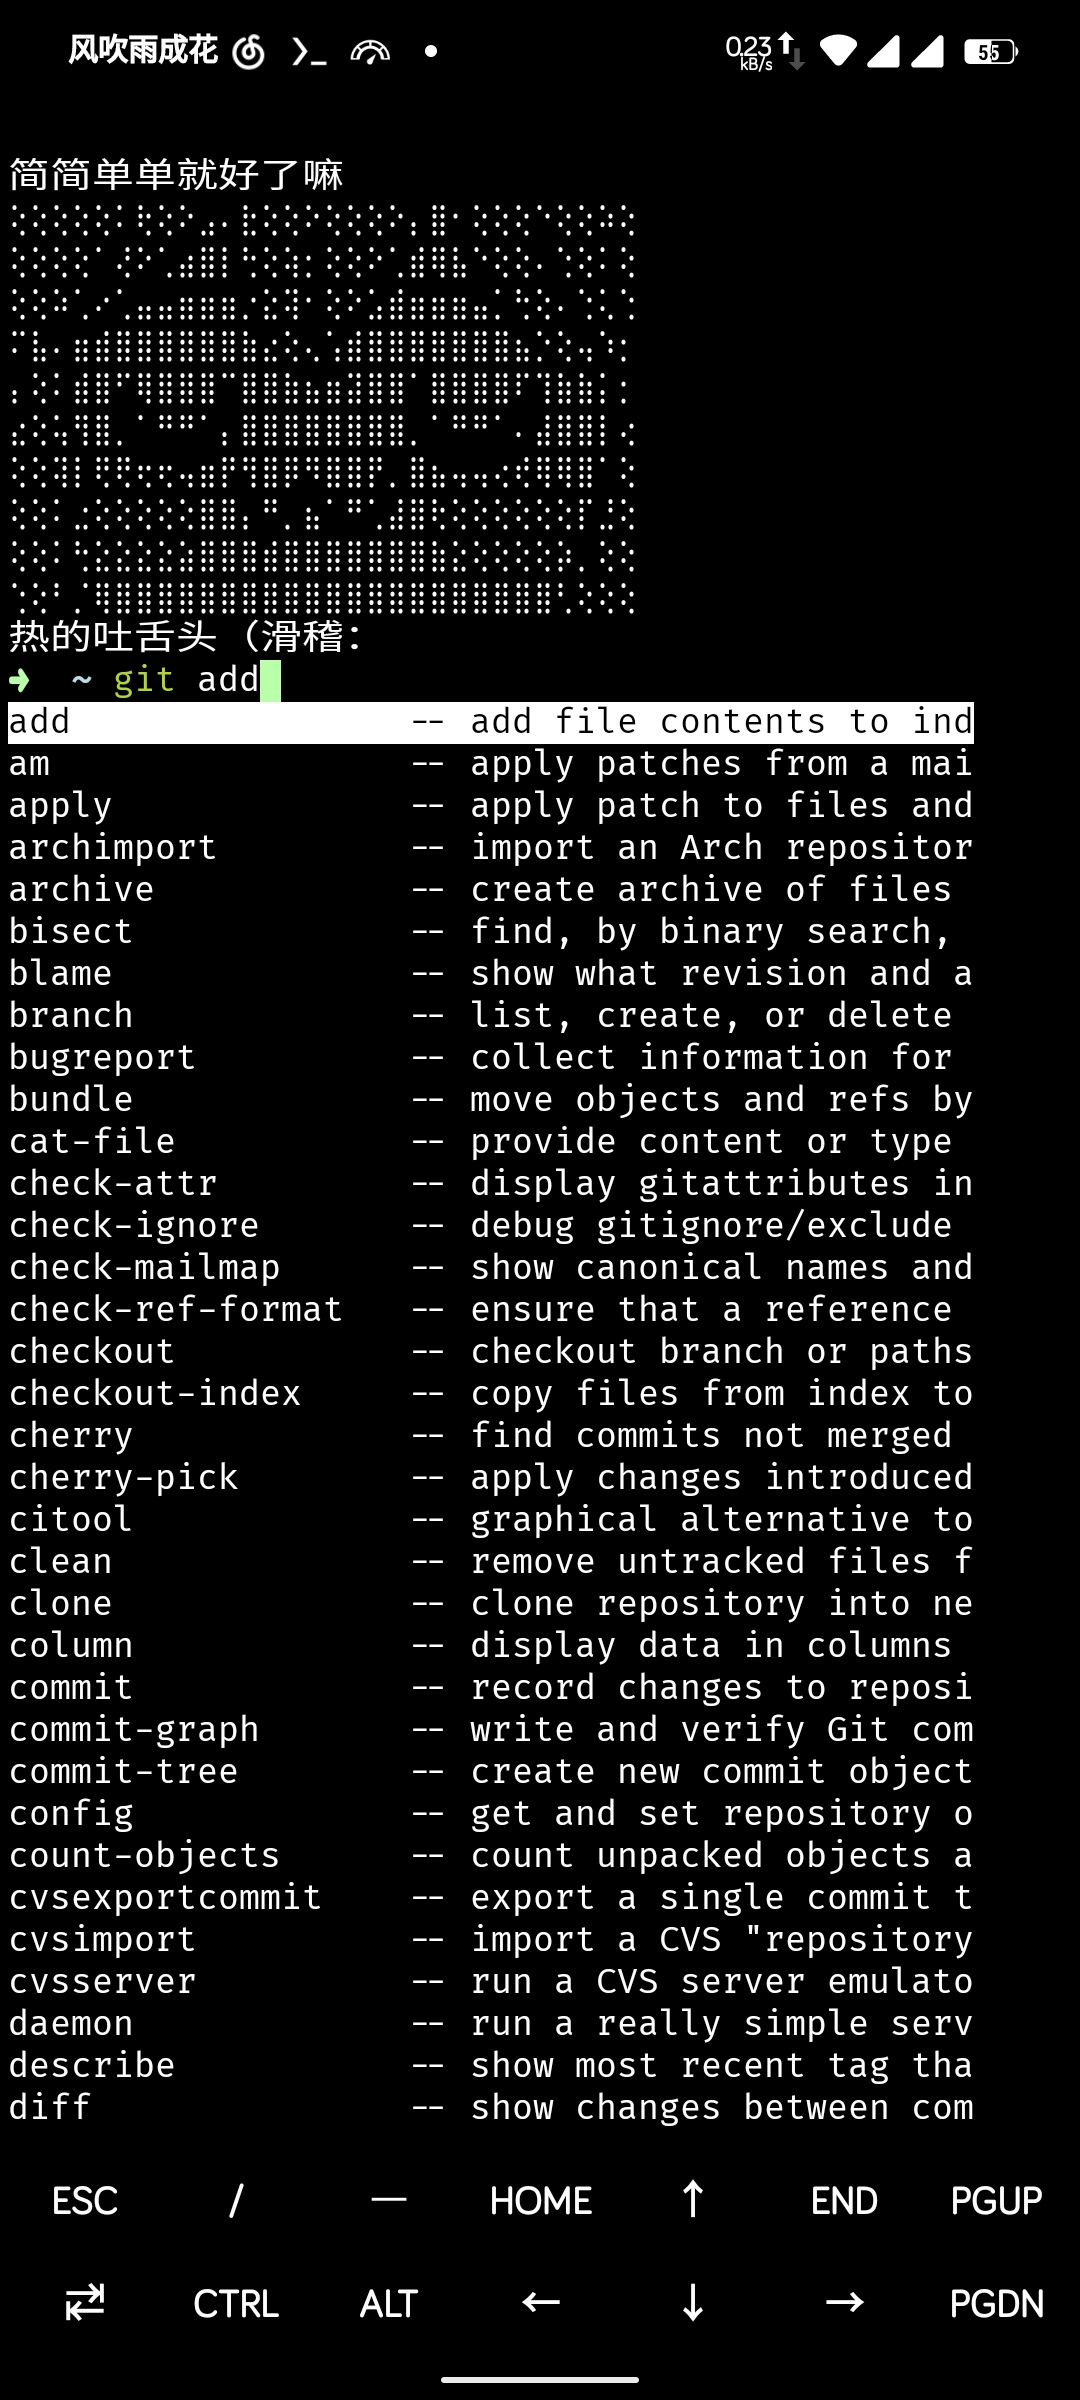 风吹雨成花
0.23 kB/s
55
简简单单就好了嘛
热的吐舌头（滑稽：
➜  ~ git add
add                -- add file contents to ind
am                 -- apply patches from a mai
apply              -- apply patch to files and
archimport         -- import an Arch repositor
archive            -- create archive of files
bisect             -- find, by binary search,
blame              -- show what revision and a
branch             -- list, create, or delete
bugreport          -- collect information for
bundle             -- move objects and refs by
cat-file           -- provide content or type
check-attr         -- display gitattributes in
check-ignore       -- debug gitignore/exclude
check-mailmap      -- show canonical names and
check-ref-format   -- ensure that a reference
checkout           -- checkout branch or paths
checkout-index     -- copy files from index to
cherry             -- find commits not merged
cherry-pick        -- apply changes introduced
citool             -- graphical alternative to
clean              -- remove untracked files f
clone              -- clone repository into ne
column             -- display data in columns
commit             -- record changes to reposi
commit-graph       -- write and verify Git com
commit-tree        -- create new commit object
config             -- get and set repository o
count-objects      -- count unpacked objects a
cvsexportcommit    -- export a single commit t
cvsimport          -- import a CVS "repository
cvsserver          -- run a CVS server emulato
daemon             -- run a really simple serv
describe           -- show most recent tag tha
diff               -- show changes between com
ESC / — HOME ↑ END PGUP
⇄ CTRL ALT ← ↓ → PGDN